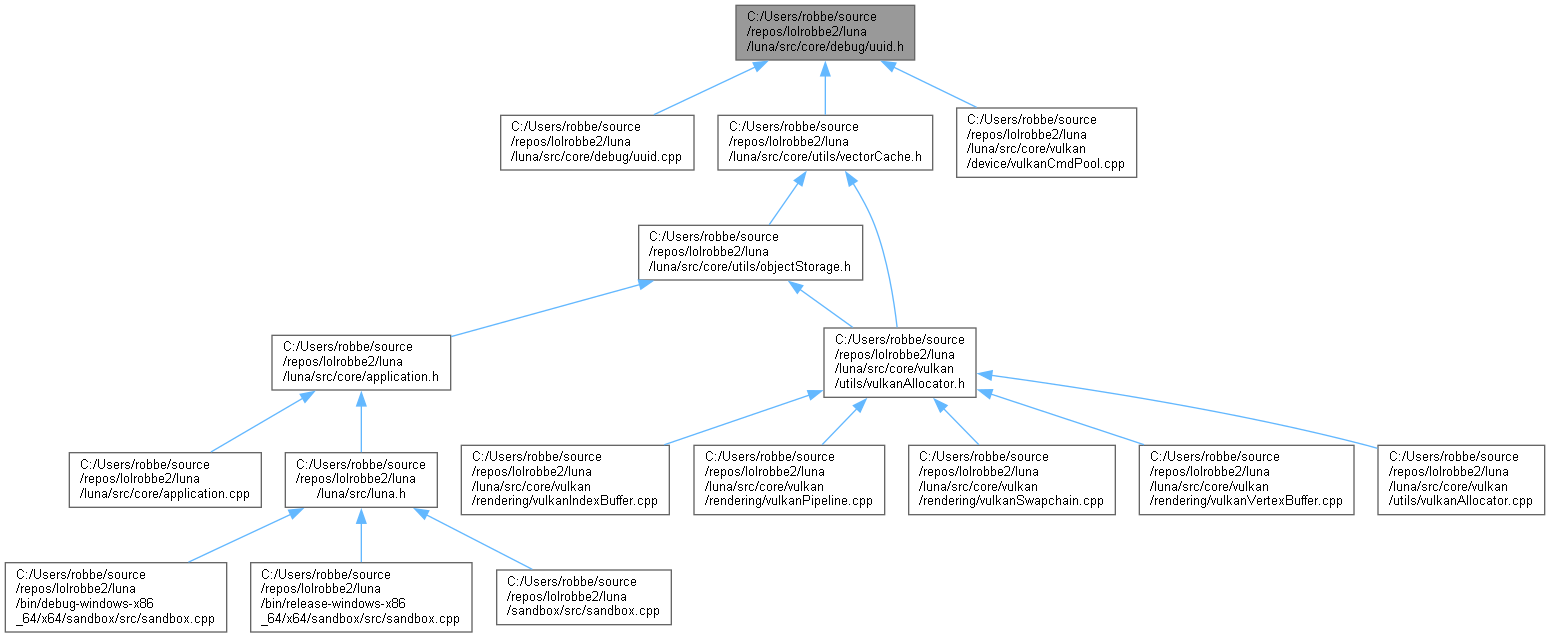 C:/Users/robbe/source
/repos/lolrobbe2/luna
/luna/src/core/debug/uuid.h
C:/Users/robbe/source
/repos/lolrobbe2/luna
/luna/src/core/debug/uuid.cpp
C:/Users/robbe/source
/repos/lolrobbe2/luna
/luna/src/core/utils/vectorCache.h
C:/Users/robbe/source
/repos/lolrobbe2/luna
/luna/src/core/vulkan
/device/vulkanCmdPool.cpp
C:/Users/robbe/source
/repos/lolrobbe2/luna
/luna/src/core/utils/objectStorage.h
C:/Users/robbe/source
/repos/lolrobbe2/luna
/luna/src/core/application.h
C:/Users/robbe/source
/repos/lolrobbe2/luna
/luna/src/core/vulkan
/utils/vulkanAllocator.h
C:/Users/robbe/source
/repos/lolrobbe2/luna
/luna/src/core/application.cpp
C:/Users/robbe/source
/repos/lolrobbe2/luna
/luna/src/luna.h
C:/Users/robbe/source
/repos/lolrobbe2/luna
/luna/src/core/vulkan
/rendering/vulkanIndexBuffer.cpp
C:/Users/robbe/source
/repos/lolrobbe2/luna
/luna/src/core/vulkan
/rendering/vulkanPipeline.cpp
C:/Users/robbe/source
/repos/lolrobbe2/luna
/luna/src/core/vulkan
/rendering/vulkanSwapchain.cpp
C:/Users/robbe/source
/repos/lolrobbe2/luna
/luna/src/core/vulkan
/rendering/vulkanVertexBuffer.cpp
C:/Users/robbe/source
/repos/lolrobbe2/luna
/luna/src/core/vulkan
/utils/vulkanAllocator.cpp
C:/Users/robbe/source
/repos/lolrobbe2/luna
/bin/debug-windows-x86
_64/x64/sandbox/src/sandbox.cpp
C:/Users/robbe/source
/repos/lolrobbe2/luna
/bin/release-windows-x86
_64/x64/sandbox/src/sandbox.cpp
C:/Users/robbe/source
/repos/lolrobbe2/luna
/sandbox/src/sandbox.cpp